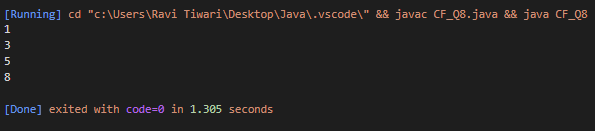 [Running] cd "c:\Users\Ravi Tiwari\Desktop\Java\.vscode\" && javac CF_Q8.java && java CF_Q8
1
3
5
8
[Done] exited with code=0 in 1.305 seconds